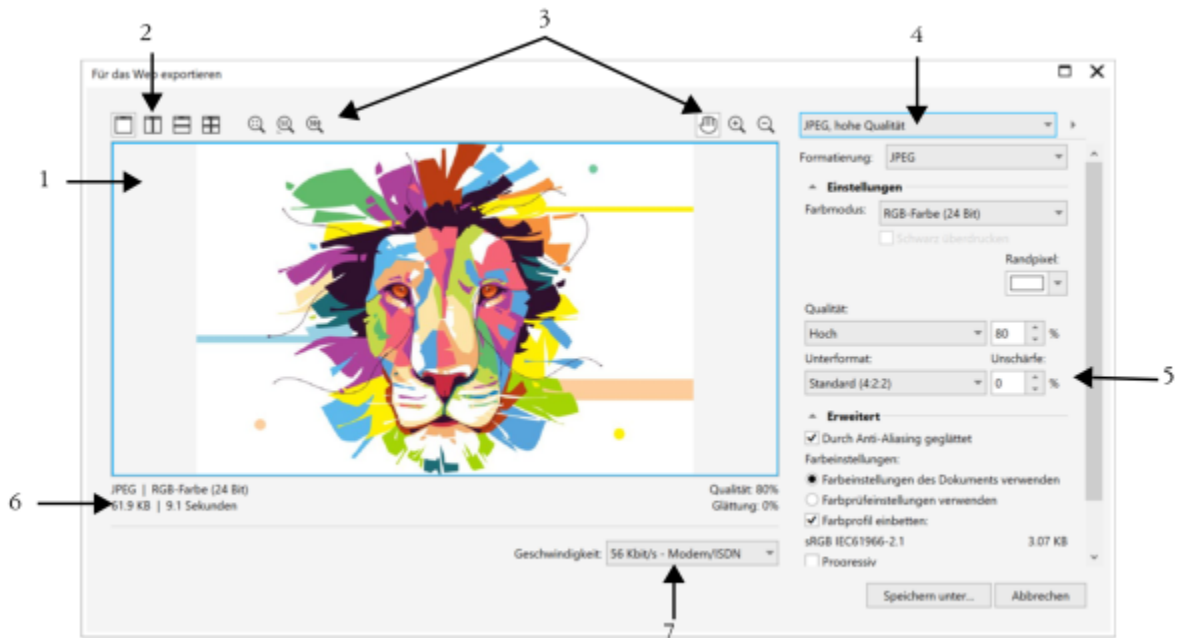 3
4
2
Für das Web exportieren
JPEG, hohe Qualität
1
Formatierung: JPEG
Einstellungen
Farbmodus: RGB-Farbe (24 Bit)
Schwarz überdrucken
Randpixel:
Qualität:
Hoch 80 %
Unterformat: Unschärfe:
Standard (4:2:2) 0 %
5
Erweitert
Durch Anti-Aliasing geglättet
Farbeinstellungen:
Farbeinstellungen des Dokuments verwenden
Farbprüfeinstellungen verwenden
Farbprofil einbetten:
sRGB IEC61966-2.1 3.07 KB
Progressiv
JPEG | RGB-Farbe (24 Bit) Qualität: 80%
6
61.9 KB | 9.1 Sekunden Glättung: 0%
Geschwindigkeit: 56 Kbit/s - Modem/ISDN
Speichern unter... Abbrechen
7